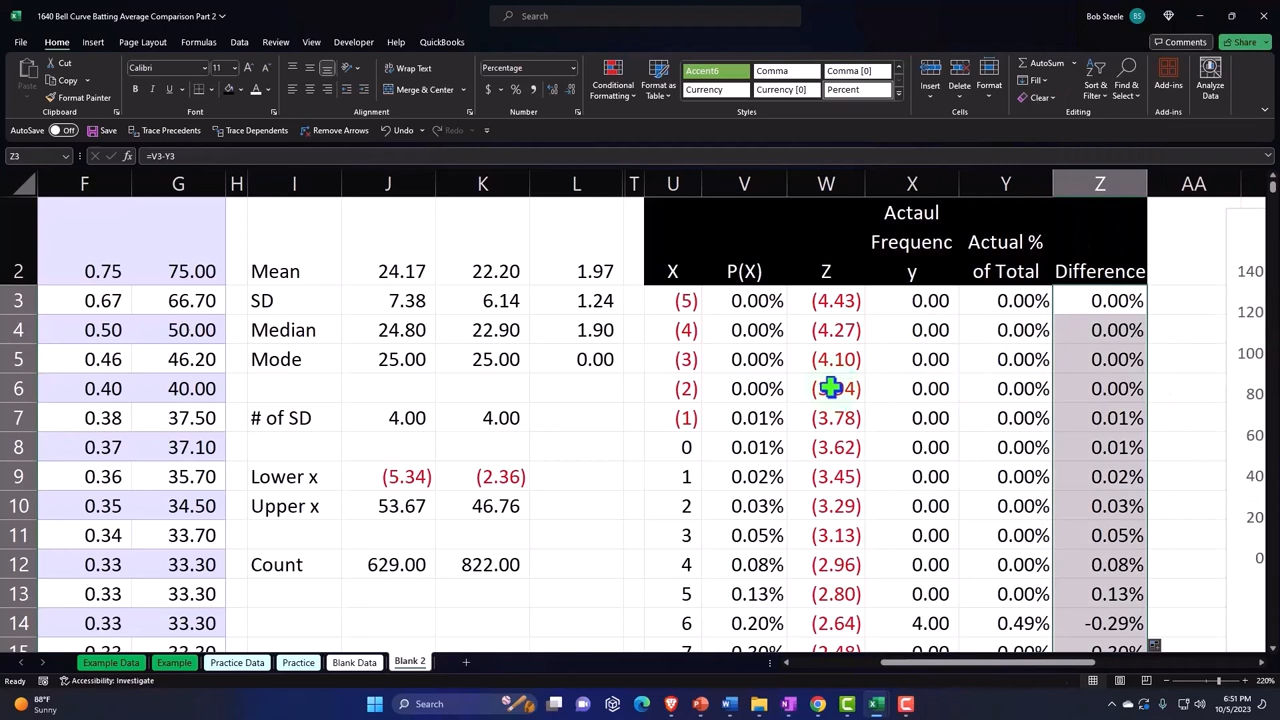 1640 Bell Curve Batting Average Comparison Part 2
Search
Bob Steele
BS
File Home Insert Page Layout Formulas Data Review View Developer Help QuickBooks
Comments
Share
Paste
Cut
Copy
Format Painter
Clipboard
Calibri
11
Font
Wrap Text
Merge & Center
Alignment
Percentage
Number
Conditional Formatting
Format as Table
Accent6 Comma Comma [0]
Currency Currency [0] Percent
Styles
Insert Delete Format
Cells
AutoSum
Fill
Clear
Sort & Filter
Find & Select
Editing
Add-ins
Add-ins
Analyze Data
AutoSave Off Save Trace Precedents Trace Dependents Remove Arrows Undo Redo
Z3 fx =V3-Y3
F G H I J K L T U V W X Y Z AA
Actaul
Frequenc Actual %
2 0.75 75.00 Mean 24.17 22.20 1.97 X P(X) Z y of Total Difference
3 0.67 66.70 SD 7.38 6.14 1.24 (5) 0.00% (4.43) 0.00 0.00% 0.00%
4 0.50 50.00 Median 24.80 22.90 1.90 (4) 0.00% (4.27) 0.00 0.00% 0.00%
5 0.46 46.20 Mode 25.00 25.00 0.00 (3) 0.00% (4.10) 0.00 0.00% 0.00%
6 0.40 40.00 (2) 0.00% 0.00 0.00% 0.00%
7 0.38 37.50 # of SD 4.00 4.00 (1) 0.01% (3.78) 0.00 0.00% 0.01%
8 0.37 37.10 0 0.01% (3.62) 0.00 0.00% 0.01%
9 0.36 35.70 Lower x (5.34) (2.36) 1 0.02% (3.45) 0.00 0.00% 0.02%
10 0.35 34.50 Upper x 53.67 46.76 2 0.03% (3.29) 0.00 0.00% 0.03%
11 0.34 33.70 3 0.05% (3.13) 0.00 0.00% 0.05%
12 0.33 33.30 Count 629.00 822.00 4 0.08% (2.96) 0.00 0.00% 0.08%
13 0.33 33.30 5 0.13% (2.80) 0.00 0.00% 0.13%
14 0.33 33.30 6 0.20% (2.64) 4.00 0.49% -0.29%
140
120
100
80
60
40
20
0
Example Data Example Practice Data Practice Blank Data Blank 2
Ready Accessibility: Investigate
220%
88°F
Sunny
Search
6:51 PM
10/5/2023